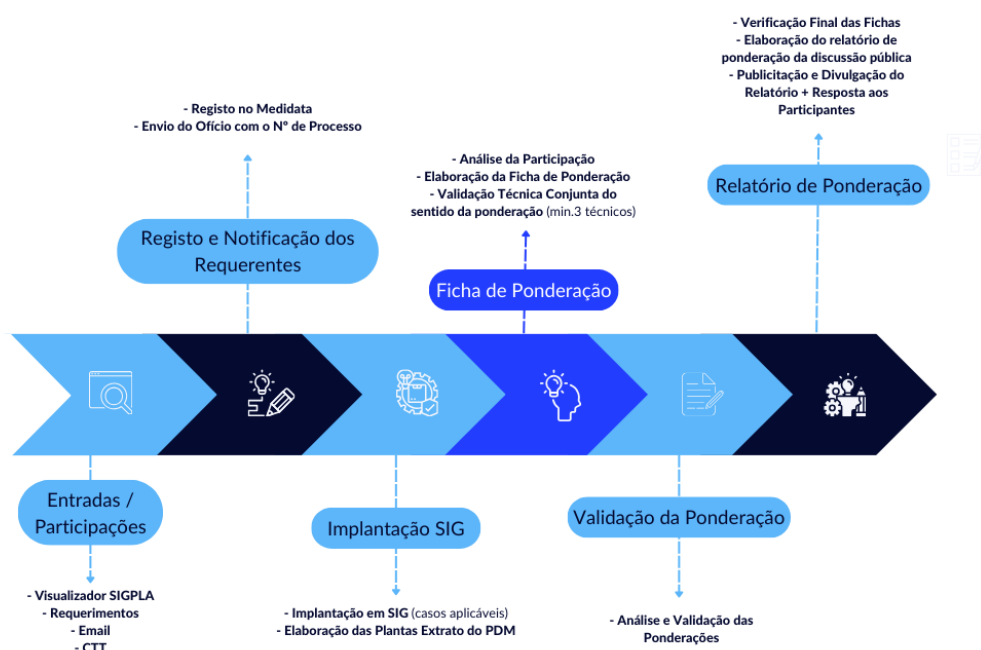 - Verificação Final das Fichas
- Elaboração do relatório de
ponderação da discussão pública
- Publicitação e Divulgação do
Relatório + Resposta aos
Participantes
- Registo no Medidata
- Envio do Ofício com o Nº de Processo
- Análise da Participação
- Elaboração da Ficha de Ponderação
- Validação Técnica Conjunta do
sentido da ponderação (min.3 técnicos)
Relatório de Ponderação
Registo e Notificação dos
Requerentes
Ficha de Ponderação
Entradas /
Participações
Implantação SIG
Validação da Ponderação
- Visualizador SIGPLA
- Requerimentos
- Email
- CTT
- Implantação em SIG (casos aplicáveis)
- Elaboração das Plantas Extrato do PDM
- Análise e Validação das
Ponderações